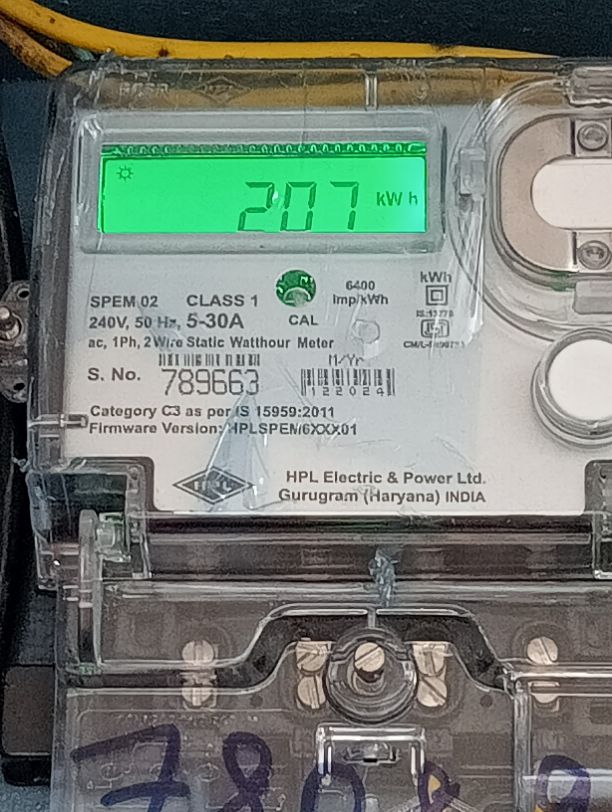 207 kWh
6400
imp/kWh
kWh
SPEM 02 CLASS 1
240V, 50 Hz, 5-30A
CAL
ac, 1Ph, 2 Wire Static Watthour Meter
M/Yr
S. No. 789663
122024
Category C3 as per IS 15959:2011
Firmware Version: HPLSPEM6XXX01
HPL
HPL Electric & Power Ltd.
Gurugram (Haryana) INDIA